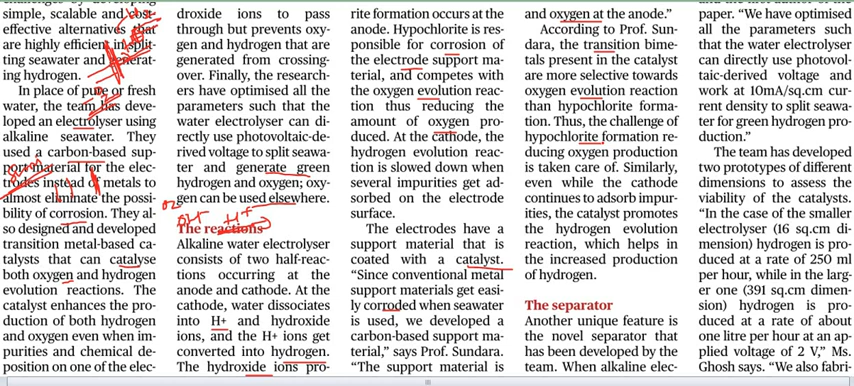 simple, scalable and cost-
effective alternatives that
are highly efficient in split-
ting seawater and generat-
ing hydrogen.
In place of pure or fresh
water, the team has deve-
loped an electrolyser using
alkaline seawater. They
used a carbon-based sup-
port material for the elec-
trodes instead of metals to
almost eliminate the possi-
bility of corrosion. They al-
so designed and developed
transition metal-based ca-
talysts that can catalyse
both oxygen and hydrogen
evolution reactions. The
catalyst enhances the pro-
duction of both hydrogen
and oxygen even when im-
purities and chemical de-
position on one of the elec-
droxide ions to pass
through but prevents oxy-
gen and hydrogen that are
generated from crossing-
over. Finally, the research-
ers have optimised all the
parameters such that the
water electrolyser can di-
rectly use photovoltaic-de-
rived voltage to split seawa-
ter and generate green
hydrogen and oxygen; oxy-
gen can be used elsewhere.
H+
The reactions
Alkaline water electrolyser
consists of two half-reac-
tions occurring at the
anode and cathode. At the
cathode, water dissociates
into H+ and hydroxide
ions, and the H+ ions get
converted into hydrogen.
The hydroxide ions pro-
rite formation occurs at the
anode. Hypochlorite is res-
ponsible for corrosion of
the electrode support ma-
terial, and competes with
the oxygen evolution reac-
tion thus reducing the
amount of oxygen pro-
duced. At the cathode, the
hydrogen evolution reac-
tion is slowed down when
several impurities get ad-
sorbed on the electrode
surface.
The electrodes have a
support material that is
coated with a catalyst.
“Since conventional metal
support materials get easi-
ly corroded when seawater
is used, we developed a
carbon-based support ma-
terial,” says Prof. Sundara.
“The support material is
and oxygen at the anode.”
According to Prof. Sun-
dara, the transition bime-
tals present in the catalyst
are more selective towards
oxygen evolution reaction
than hypochlorite forma-
tion. Thus, the challenge of
hypochlorite formation re-
ducing oxygen production
is taken care of. Similarly,
even while the cathode
continues to adsorb impur-
ities, the catalyst promotes
the hydrogen evolution
reaction, which helps in
the increased production
of hydrogen.
The separator
Another unique feature is
the novel separator that
has been developed by the
team. When alkaline elec-
paper. “We have optimised
all the parameters such
that the water electrolyser
can directly use photovol-
taic-derived voltage and
work at 10mA/sq.cm cur-
rent density to split seawa-
ter for green hydrogen pro-
duction.”
The team has developed
two prototypes of different
dimensions to assess the
viability of the catalysts.
“In the case of the smaller
electrolyser (16 sq.cm di-
mension) hydrogen is pro-
duced at a rate of 250 ml
per hour, while in the larg-
er one (391 sq.cm dimen-
sion) hydrogen is pro-
duced at a rate of about
one litre per hour at an ap-
plied voltage of 2 V,” Ms.
Ghosh says. “We also fabri-